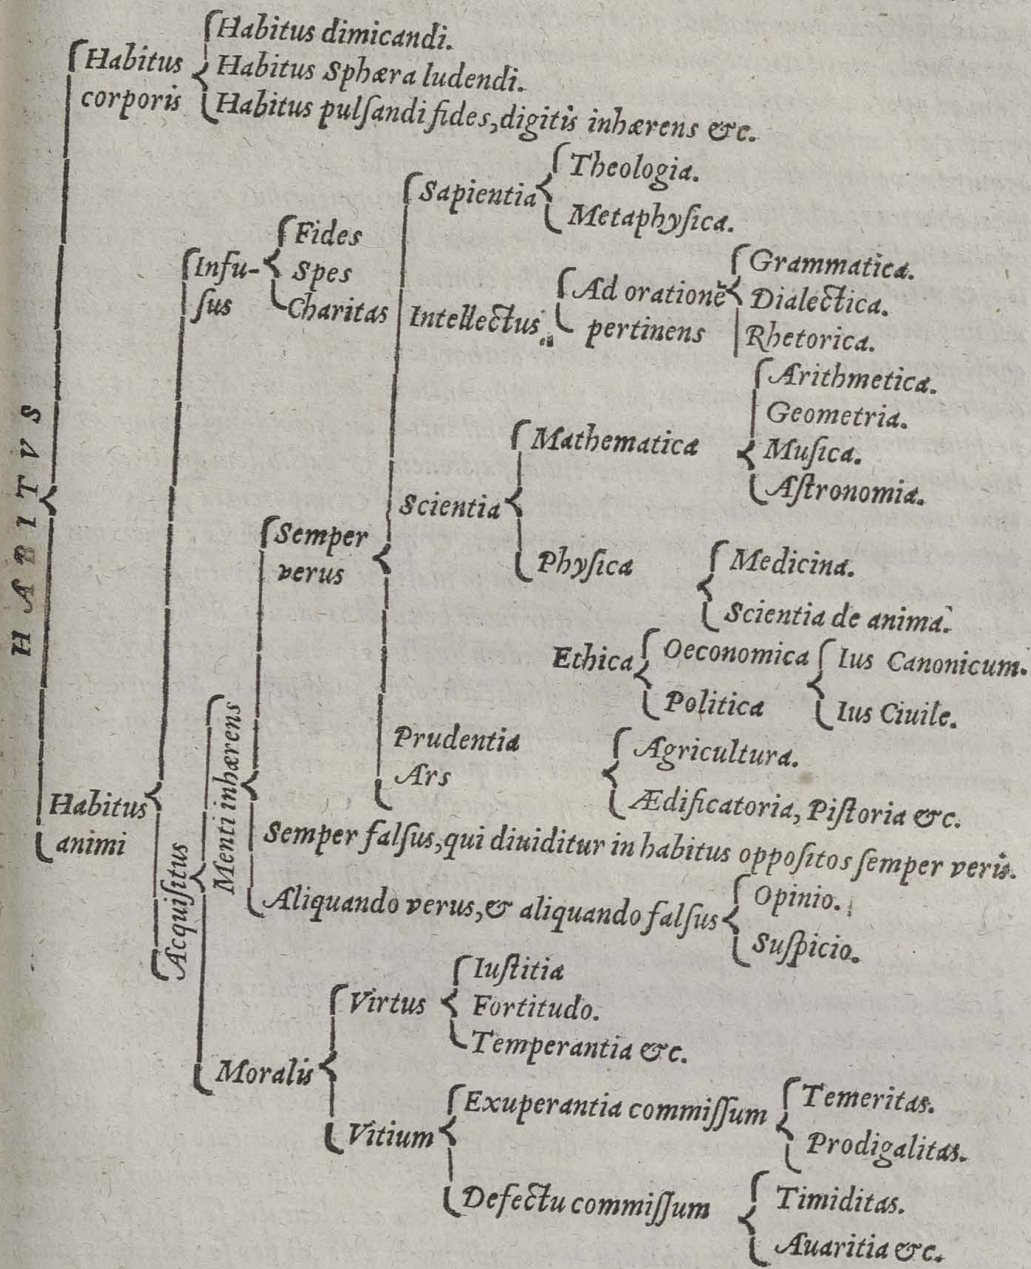 HABITVS
Habitus
corporis
Habitus dimicandi.
Habitus Sphæra ludendi.
Habitus pulſandi fides, digitis inhærens &c.
Habitus
animi
Infu-
ſus
Fides
Spes
Charitas
Acquiſitus
Menti inhærens
Semper
verus
Sapientia
Theologia.
Metaphyſica.
Intellectus.
Ad orationẽ
pertinens
Grammatica.
Dialectica.
Rhetorica.
Scientia
Mathematica
Arithmetica.
Geometria.
Muſica.
Aſtronomia.
Phyſica
Medicina.
Scientia de anima.
Ethica
Oeconomica
Politica
Ius Canonicum.
Ius Ciuile.
Prudentia
Ars
Agricultura.
Ædificatoria, Piſtoria &c.
Semper falſus, qui diuiditur in habitus oppoſitos ſemper veris.
Aliquando verus, & aliquando falſus
Opinio.
Suſpicio.
Moralis
Virtus
Iuſtitia
Fortitudo.
Temperantia &c.
Vitium
Exuperantia commiſſum
Temeritas.
Prodigalitas.
Defectu commiſſum
Timiditas.
Auaritia &c.